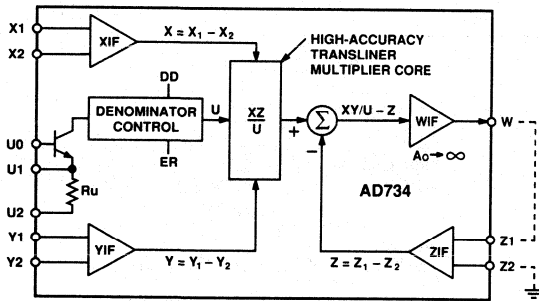 X1
X2
XIF
X = X₁ – X₂
HIGH-ACCURACY
TRANSLINER
MULTIPLIER CORE
DD
DENOMINATOR
CONTROL
U
XZ
U
ER
U0
U1
U2
Ru
+
Σ
–
XY/U – Z
WIF
A₀→∞
W
AD734
Y1
Y2
YIF
Y = Y₁ – Y₂
Z = Z₁ – Z₂
ZIF
Z1
Z2